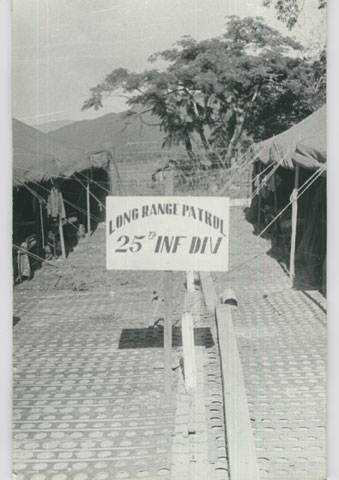 LONG RANGE PATROL
25TH INF DIV